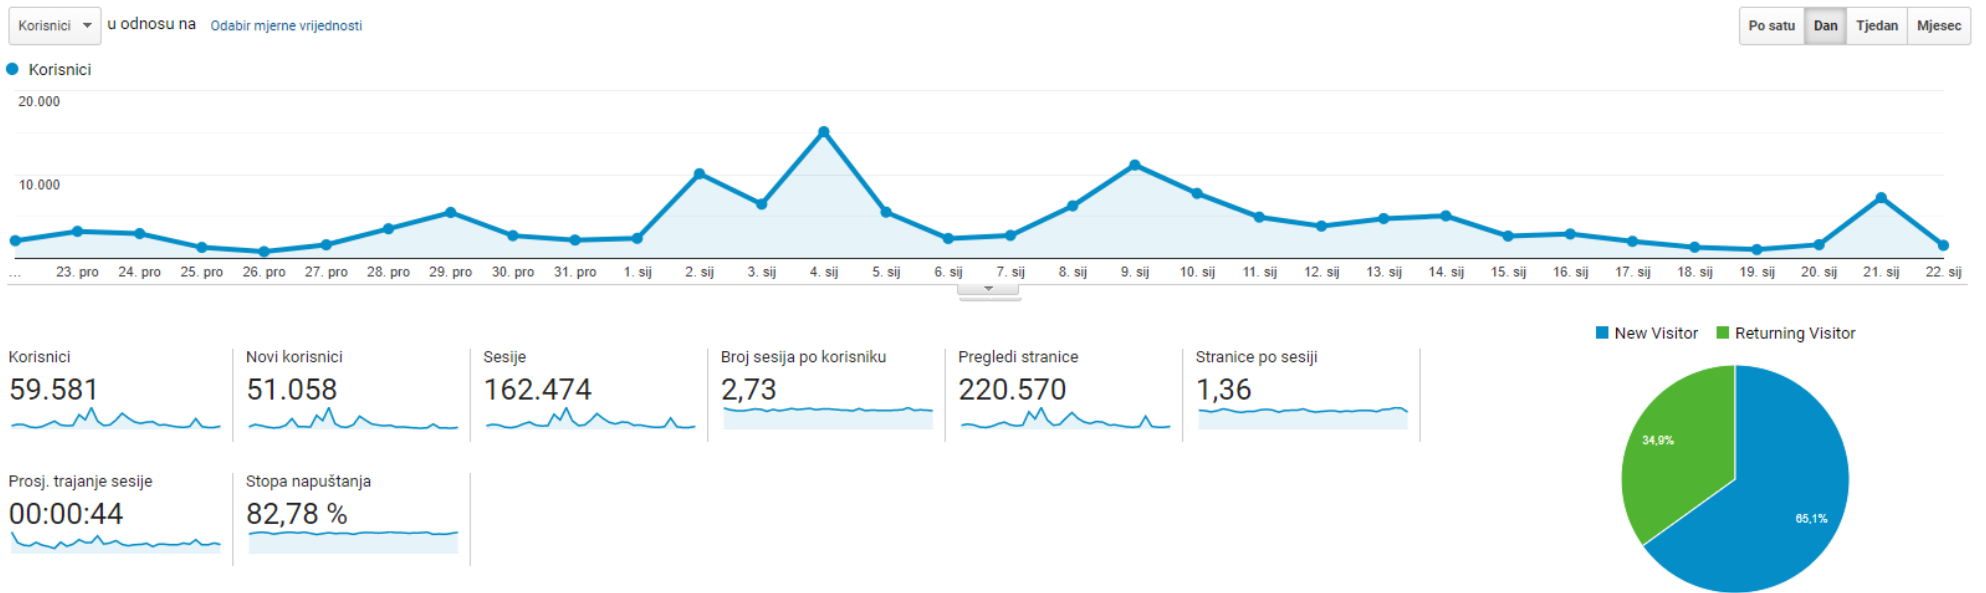 Korisnici u odnosu na Odabir mjerne vrijednosti Po satu Dan Tjedan Mjesec
Korisnici
20.000
10.000
... 23. pro 24. pro 25. pro 26. pro 27. pro 28. pro 29. pro 30. pro 31. pro 1. sij 2. sij 3. sij 4. sij 5. sij 6. sij 7. sij 8. sij 9. sij 10. sij 11. sij 12. sij 13. sij 14. sij 15. sij 16. sij 17. sij 18. sij 19. sij 20. sij 21. sij 22. sij
New Visitor Returning Visitor
Korisnici Novi korisnici Sesije Broj sesija po korisniku Pregledi stranice Stranice po sesiji
59.581 51.058 162.474 2,73 220.570 1,36
34,9%
Prosj. trajanje sesije Stopa napuštanja
00:00:44 82,78 %
65,1%